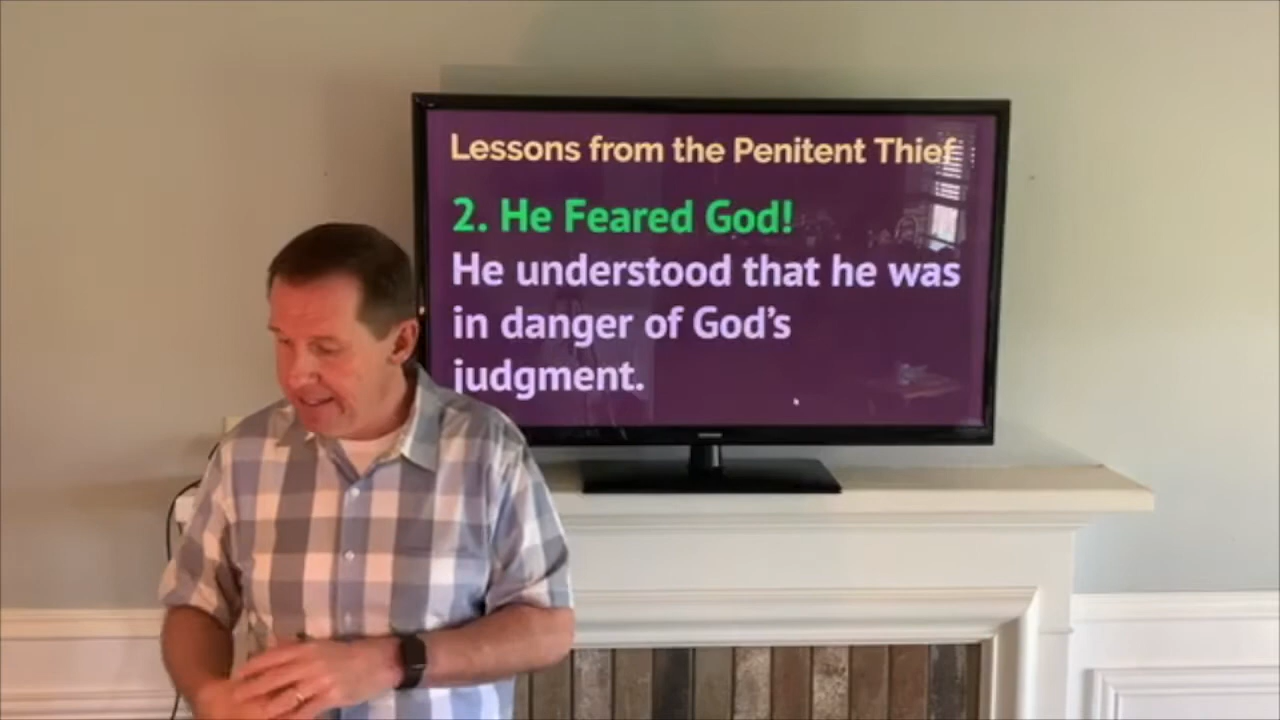 Lessons from the Penitent Thief
2. He Feared God!
He understood that he was
in danger of God's
judgment.